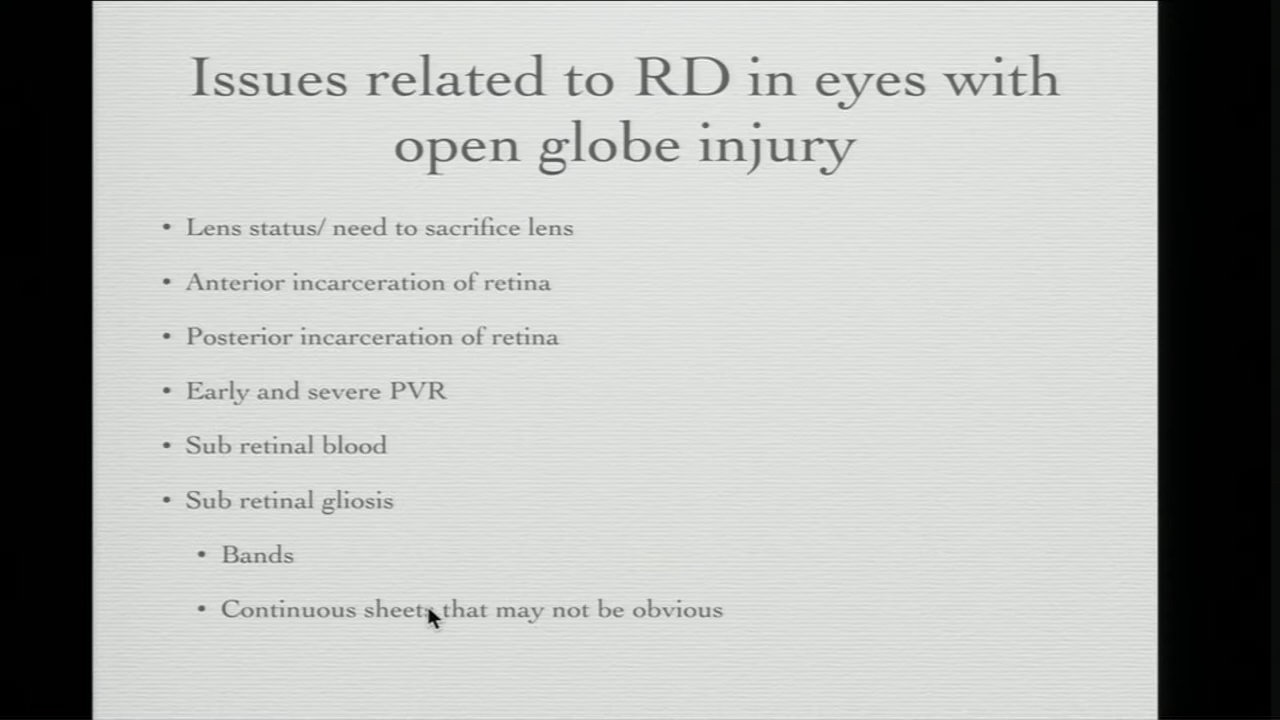 Issues related to RD in eyes with
open globe injury
• Lens status/ need to sacrifice lens
• Anterior incarceration of retina
• Posterior incarceration of retina
• Early and severe PVR
• Sub retinal blood
• Sub retinal gliosis
• Bands
• Continuous sheets that may not be obvious